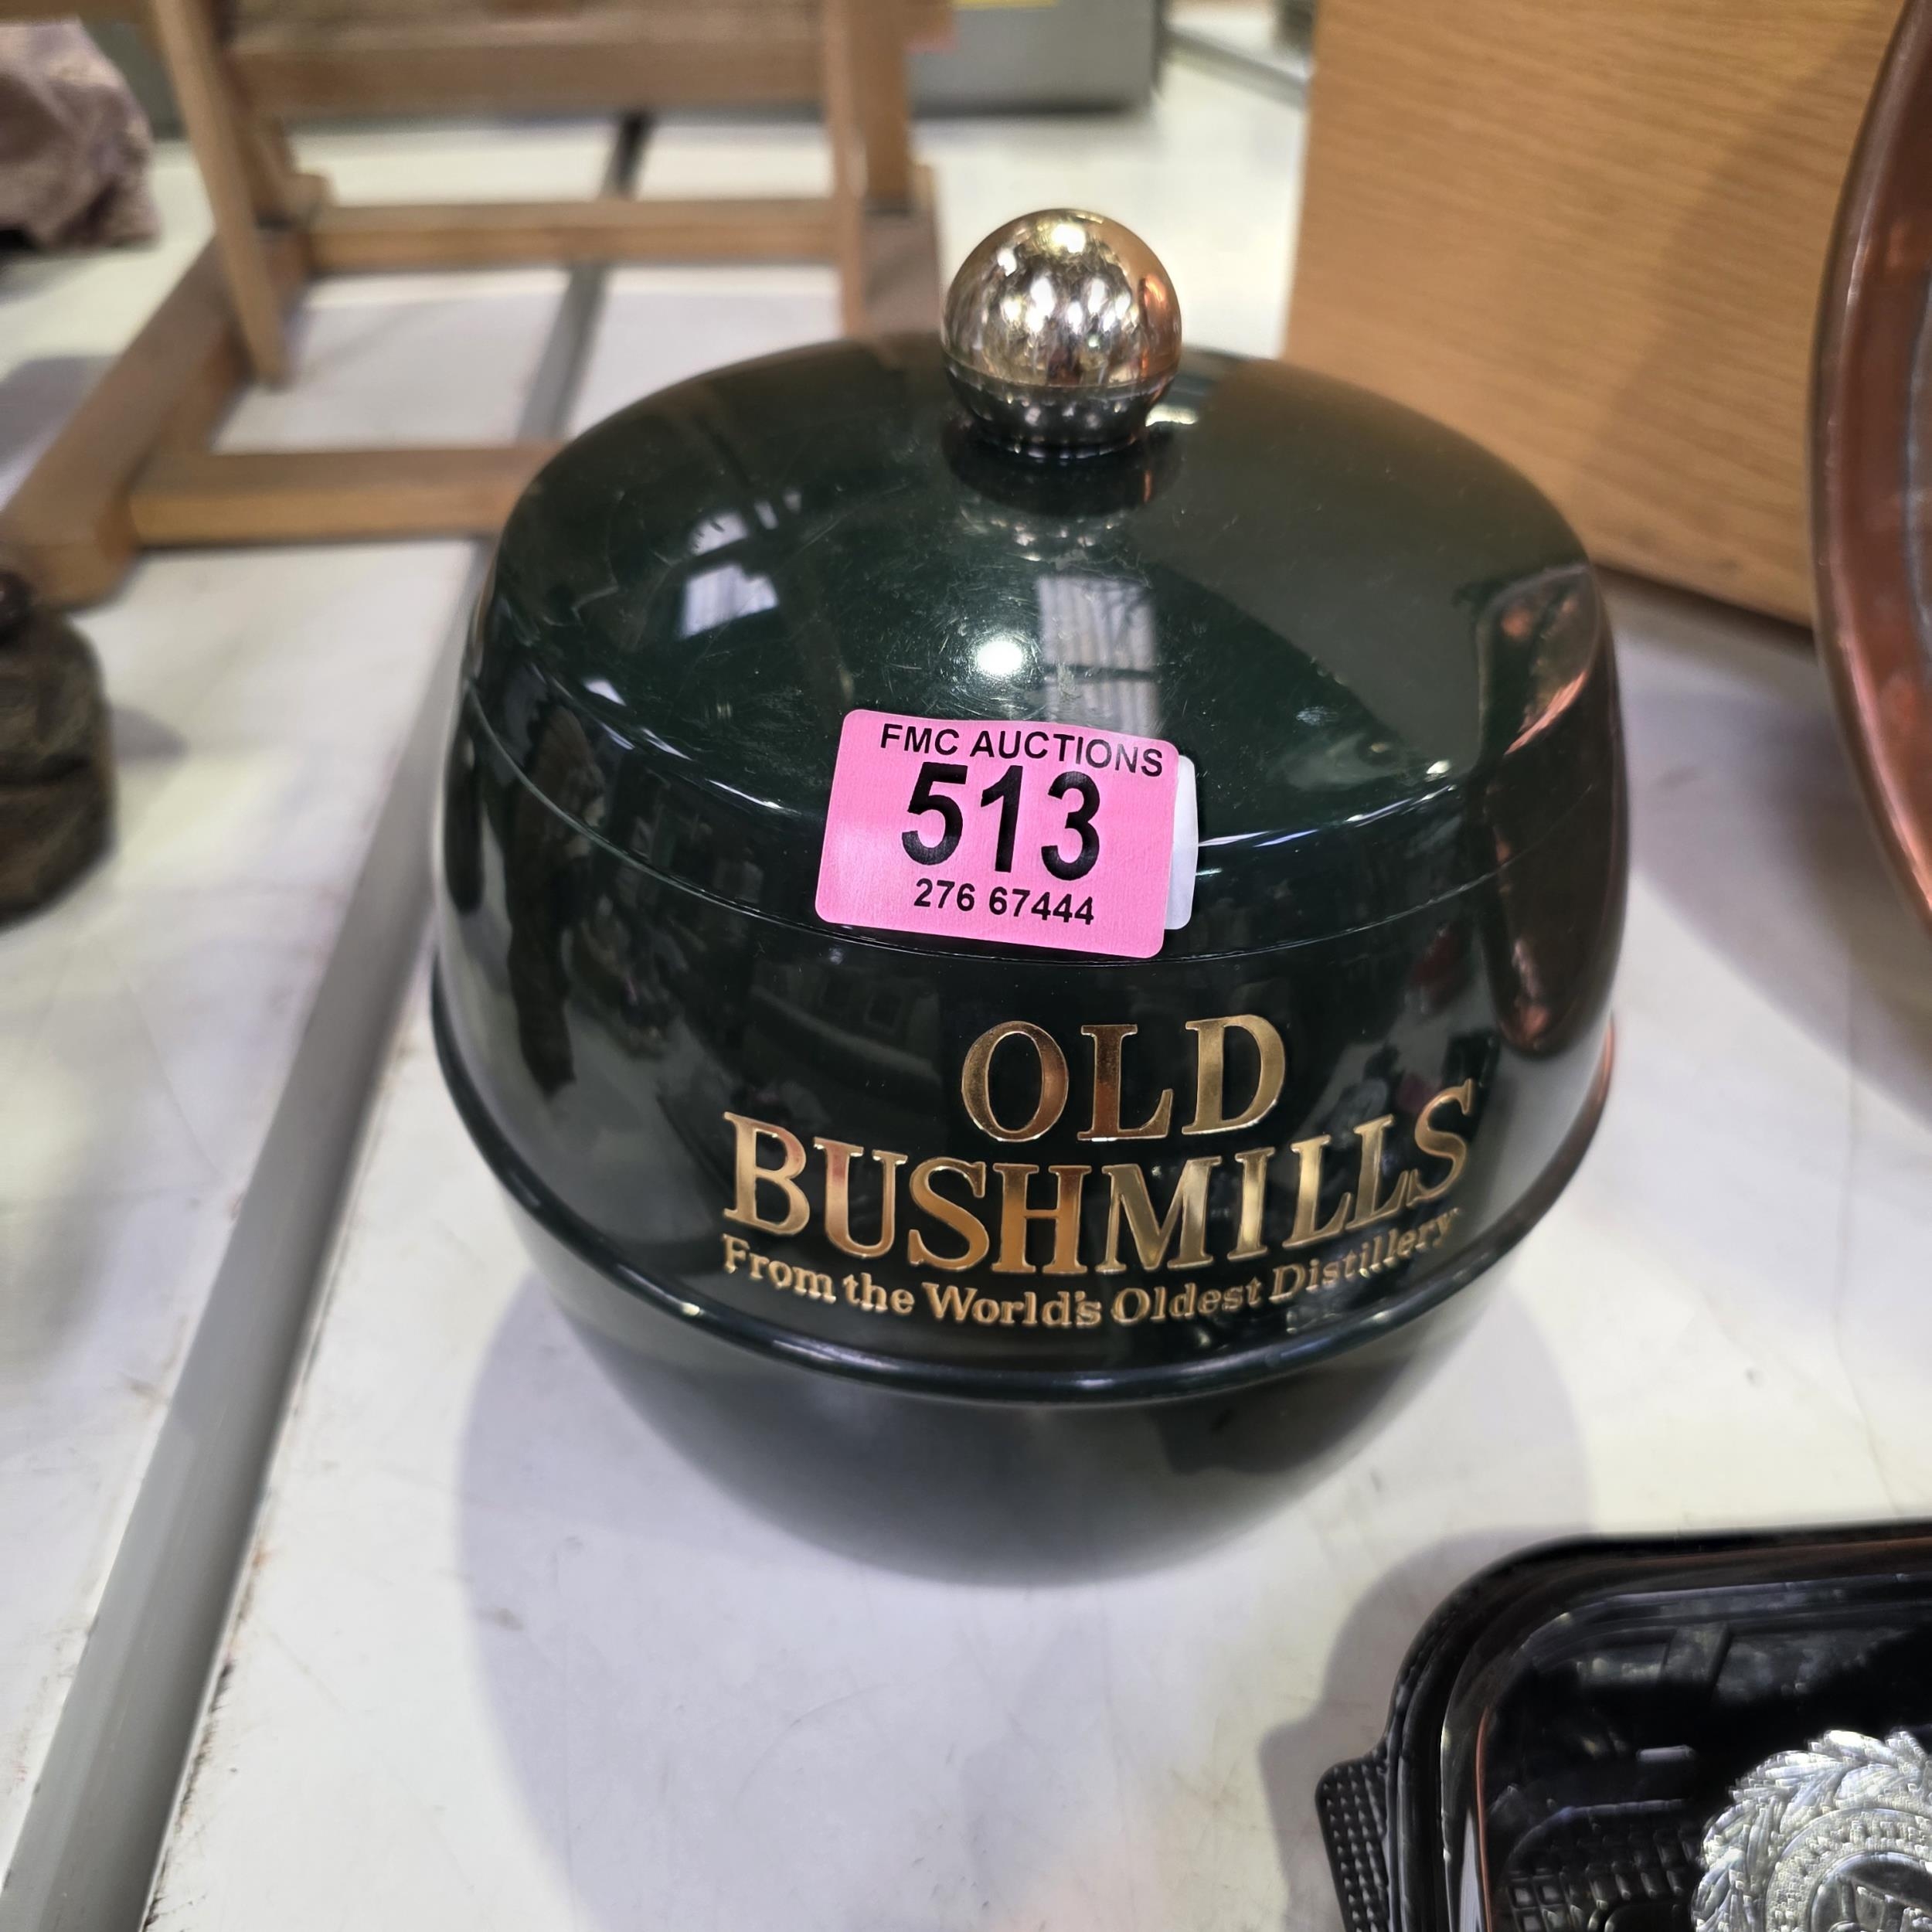 FMC AUCTIONS
513
276 67444
OLD
BUSHMILLS
From the World's Oldest Distillery